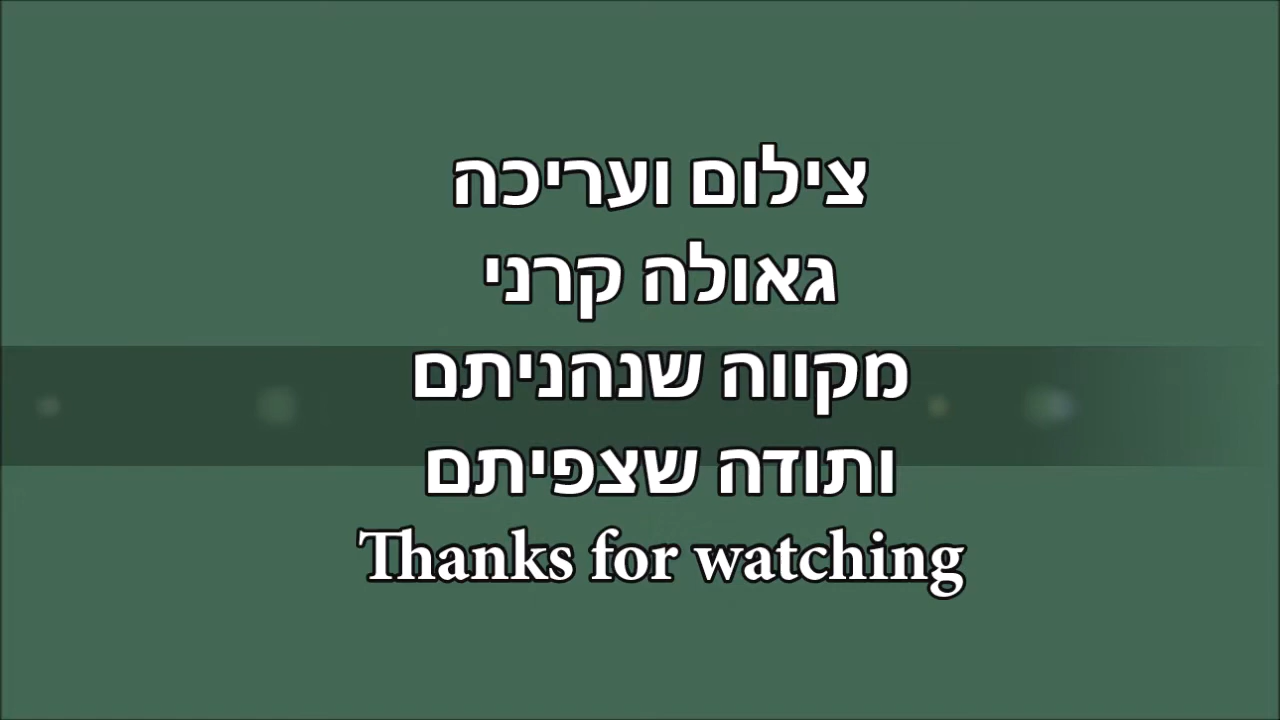 צילום ועריכה
גאולה קרני
מקווה שנהניתם
ותודה שצפיתם
Thanks for watching